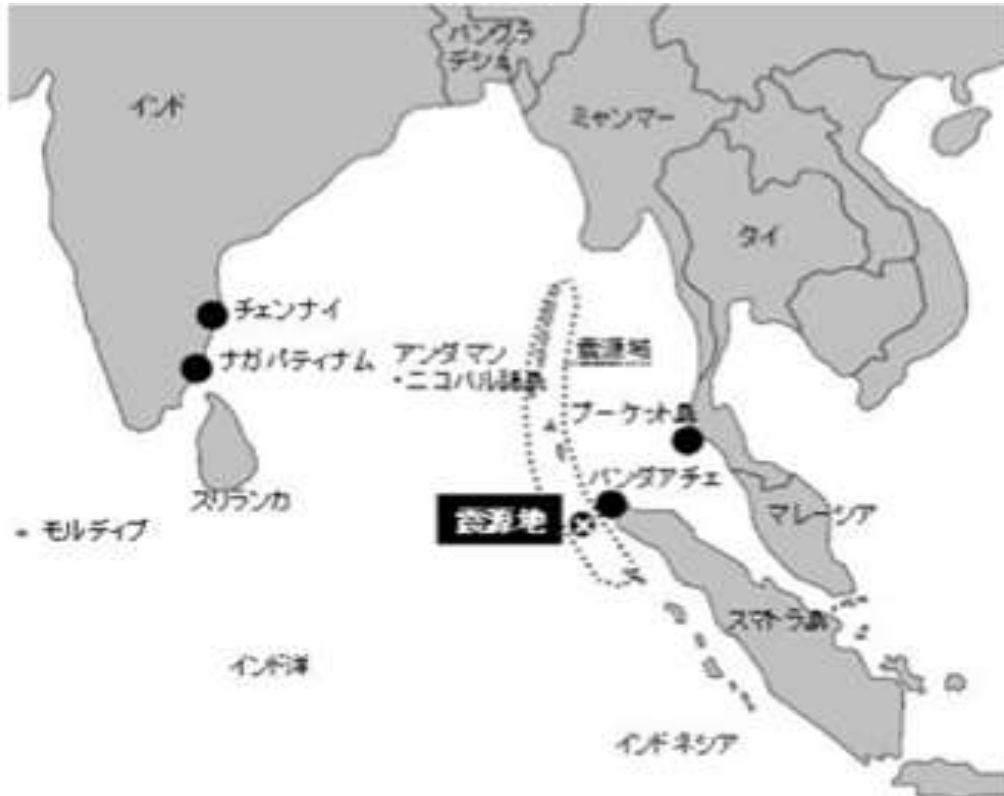 バングラ
デシュ
インド
ミャンマー
タイ
チェンナイ
ナガパティナム
アンダマン
・ニコバル諸島
震源域
プーケット島
バンダアチェ
スリランカ
震源地
マレーシア
モルディブ
スマトラ島
インド洋
インドネシア